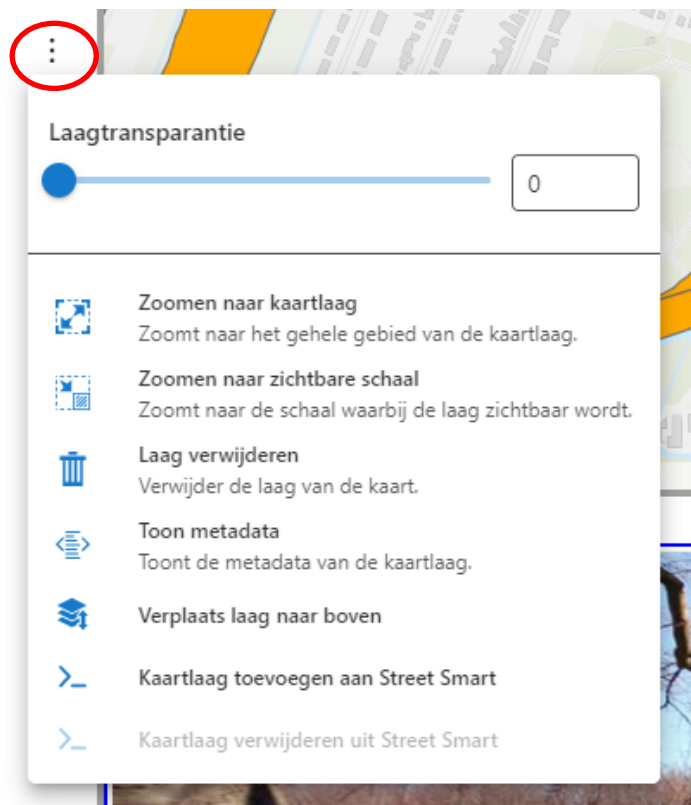 Laagtransparantie
0
Zoomen naar kaartlaag
Zoomt naar het gehele gebied van de kaartlaag.
Zoomen naar zichtbare schaal
Zoomt naar de schaal waarbij de laag zichtbaar wordt.
Laag verwijderen
Verwijder de laag van de kaart.
Toon metadata
Toont de metadata van de kaartlaag.
Verplaats laag naar boven
Kaartlaag toevoegen aan Street Smart
Kaartlaag verwijderen uit Street Smart